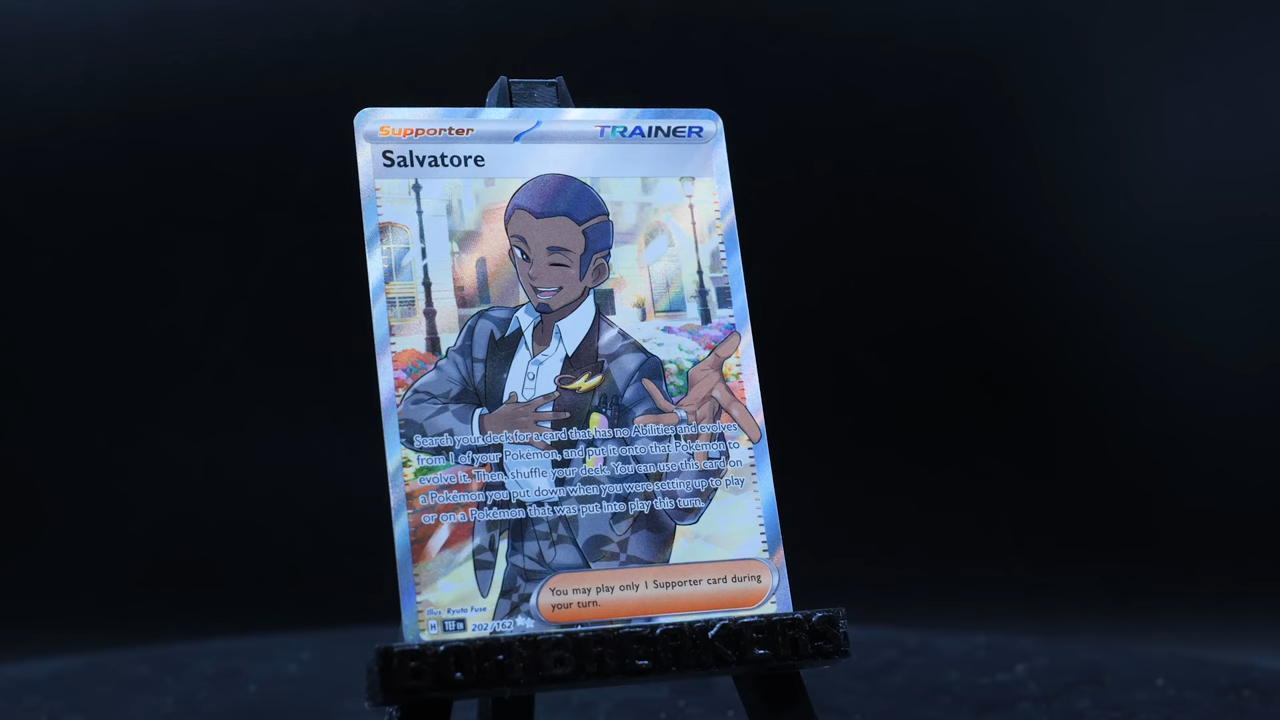 Supporter TRAINER
Salvatore
Search your deck for a card that has no Abilities and evolves
from 1 of your Pokémon, and put it onto that Pokémon to
evolve it. Then, shuffle your deck. You can use this card on
a Pokémon you put down when you were setting up to play
or on a Pokémon that was put into play this turn.
You may play only 1 Supporter card during
your turn.
Illus. Ryuta Fuse
H TEF EN 202/162